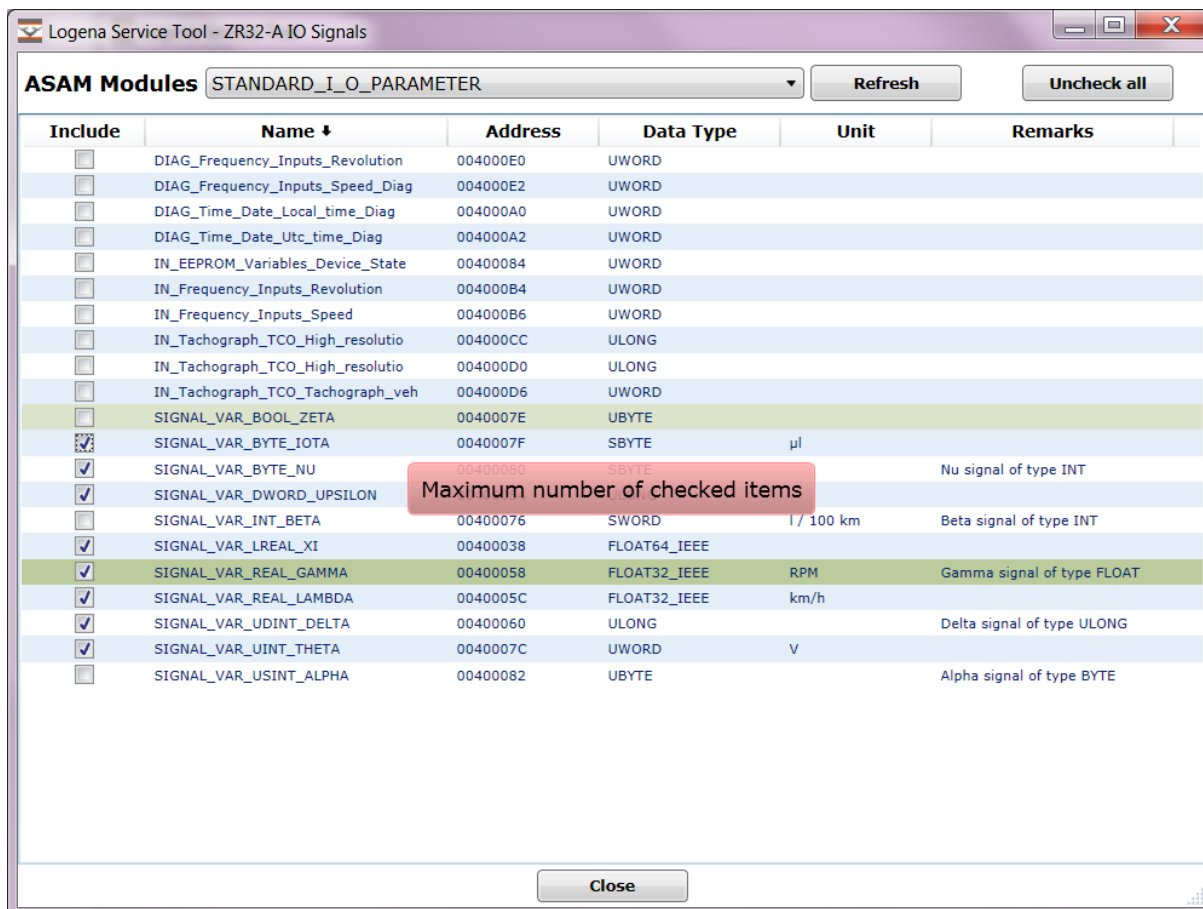 Logena Service Tool - ZR32-A IO Signals
ASAM Modules STANDARD_I_O_PARAMETER Refresh Uncheck all
Include Name Address Data Type Unit Remarks
DIAG_Frequency_Inputs_Revolution 004000E0 UWORD
DIAG_Frequency_Inputs_Speed_Diag 004000E2 UWORD
DIAG_Time_Date_Local_time_Diag 004000A0 UWORD
DIAG_Time_Date_Utc_time_Diag 004000A2 UWORD
IN_EEPROM_Variables_Device_State 00400084 UWORD
IN_Frequency_Inputs_Revolution 004000B4 UWORD
IN_Frequency_Inputs_Speed 004000B6 UWORD
IN_Tachograph_TCO_High_resolutio 004000CC ULONG
IN_Tachograph_TCO_High_resolutio 004000D0 ULONG
IN_Tachograph_TCO_Tachograph_veh 004000D6 UWORD
SIGNAL_VAR_BOOL_ZETA 0040007E UBYTE
SIGNAL_VAR_BYTE_IOTA 0040007F SBYTE µl
SIGNAL_VAR_BYTE_NU 00400080 SBYTE Nu signal of type INT
Maximum number of checked items
SIGNAL_VAR_DWORD_UPSILON
SIGNAL_VAR_INT_BETA 00400076 SWORD l / 100 km Beta signal of type INT
SIGNAL_VAR_LREAL_XI 00400038 FLOAT64_IEEE
SIGNAL_VAR_REAL_GAMMA 00400058 FLOAT32_IEEE RPM Gamma signal of type FLOAT
SIGNAL_VAR_REAL_LAMBDA 0040005C FLOAT32_IEEE km/h
SIGNAL_VAR_UDINT_DELTA 00400060 ULONG Delta signal of type ULONG
SIGNAL_VAR_UINT_THETA 0040007C UWORD V
SIGNAL_VAR_USINT_ALPHA 00400082 UBYTE Alpha signal of type BYTE
Close